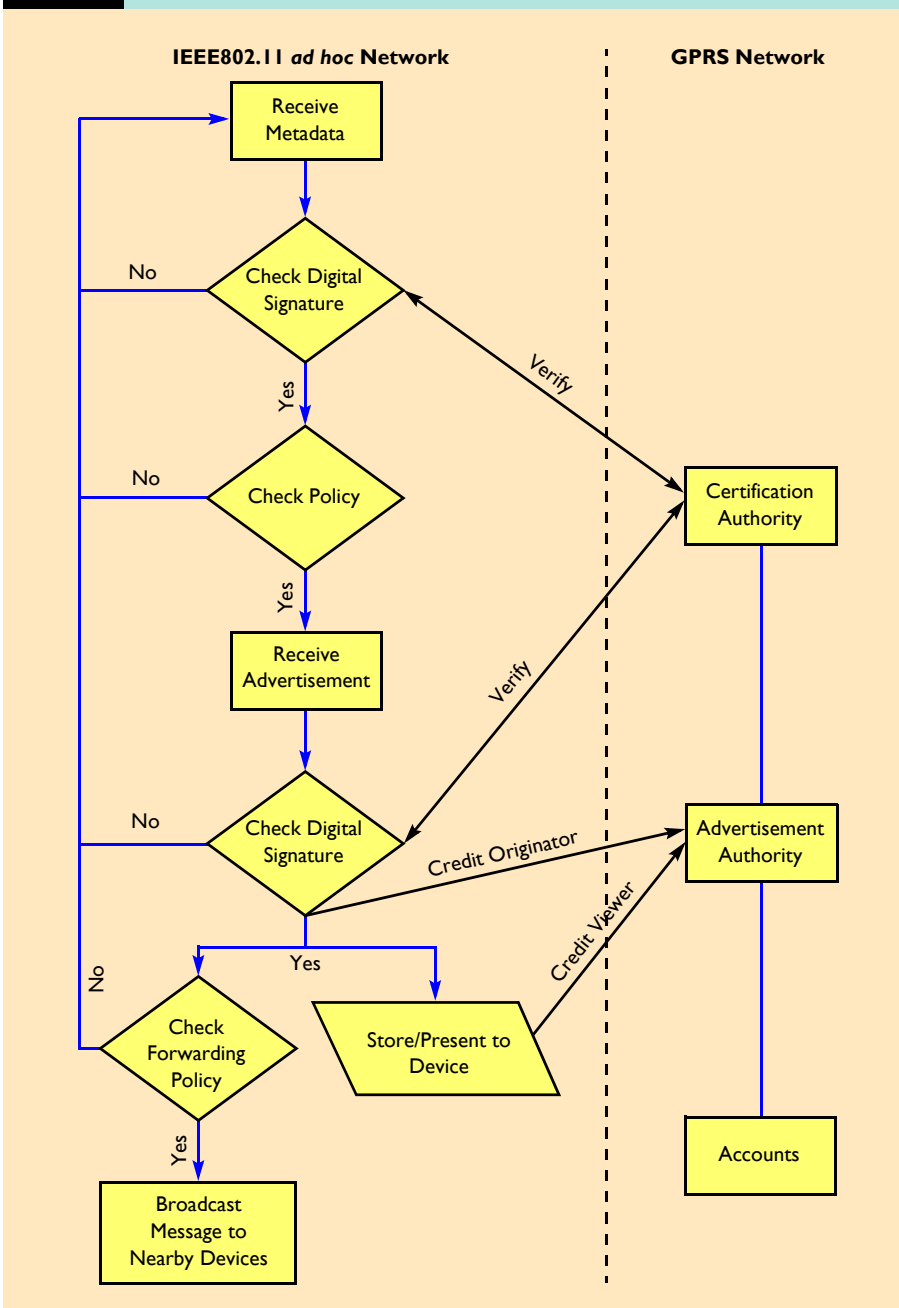 IEEE802.11 ad hoc Network
GPRS Network
Receive
Metadata
No
Check Digital
Signature
Verify
Yes
No
Check Policy
Certification
Authority
Yes
Receive
Advertisement
Verify
No
Check Digital
Signature
Credit Originator
Advertisement
Authority
Credit Viewer
Yes
No
Check
Forwarding
Policy
Store/Present to
Device
Yes
Accounts
Broadcast
Message to
Nearby Devices